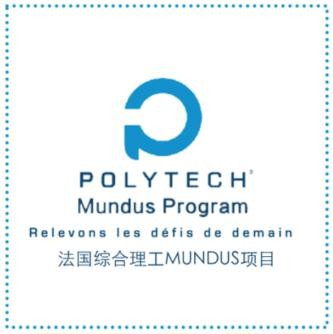 POLYTECH®
Mundus Program
Relevons les défis de demain
法国综合理工MUNDUS项目